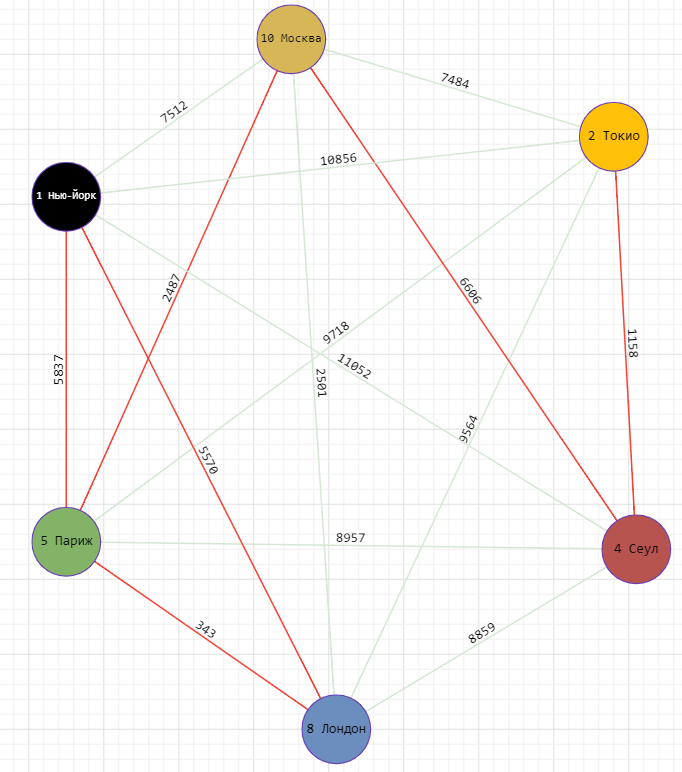 10 Москва
7484
7512
2 Токио
10856
1 Нью-Йорк
2487
6606
9718
1158
5837
11052
2501
9564
5570
8957
5 Париж
4 Сеул
343
8859
8 Лондон